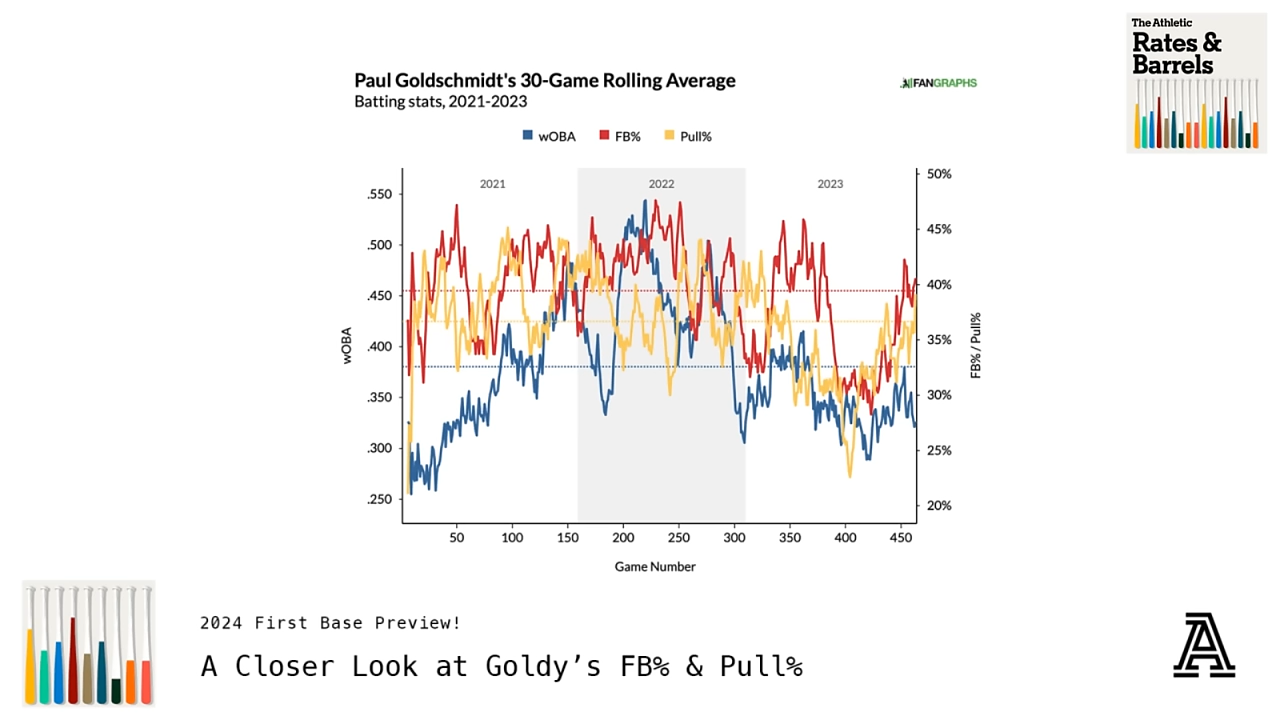 The Athletic
Rates &
Barrels
Paul Goldschmidt's 30-Game Rolling Average
Batting stats, 2021-2023
FANGRAPHS
wOBA FB% Pull%
2021 2022 2023
.550
.500
.450
.400
.350
.300
.250
wOBA
50%
45%
40%
35%
30%
25%
20%
FB% / Pull%
50 100 150 200 250 300 350 400 450
Game Number
2024 First Base Preview!
A Closer Look at Goldy’s FB% & Pull%
A